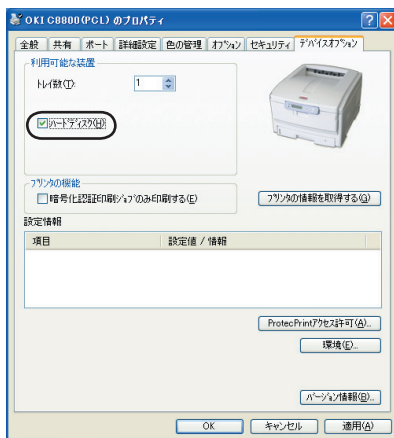 OKI C8800(PCL) のプロパティ
全般 共有 ポート 詳細設定 色の管理 オプション セキュリティ デバイスオプション
利用可能な装置
トレイ数(T): 1
ハードディスク(H)
プリンタの機能
暗号化認証印刷ジョブのみ印刷する(E)
プリンタの情報を取得する(G)
設定情報
項目 設定値 / 情報
ProtecPrintアクセス許可(A)...
環境(E)...
バージョン情報(B)...
OK キャンセル 適用(A)